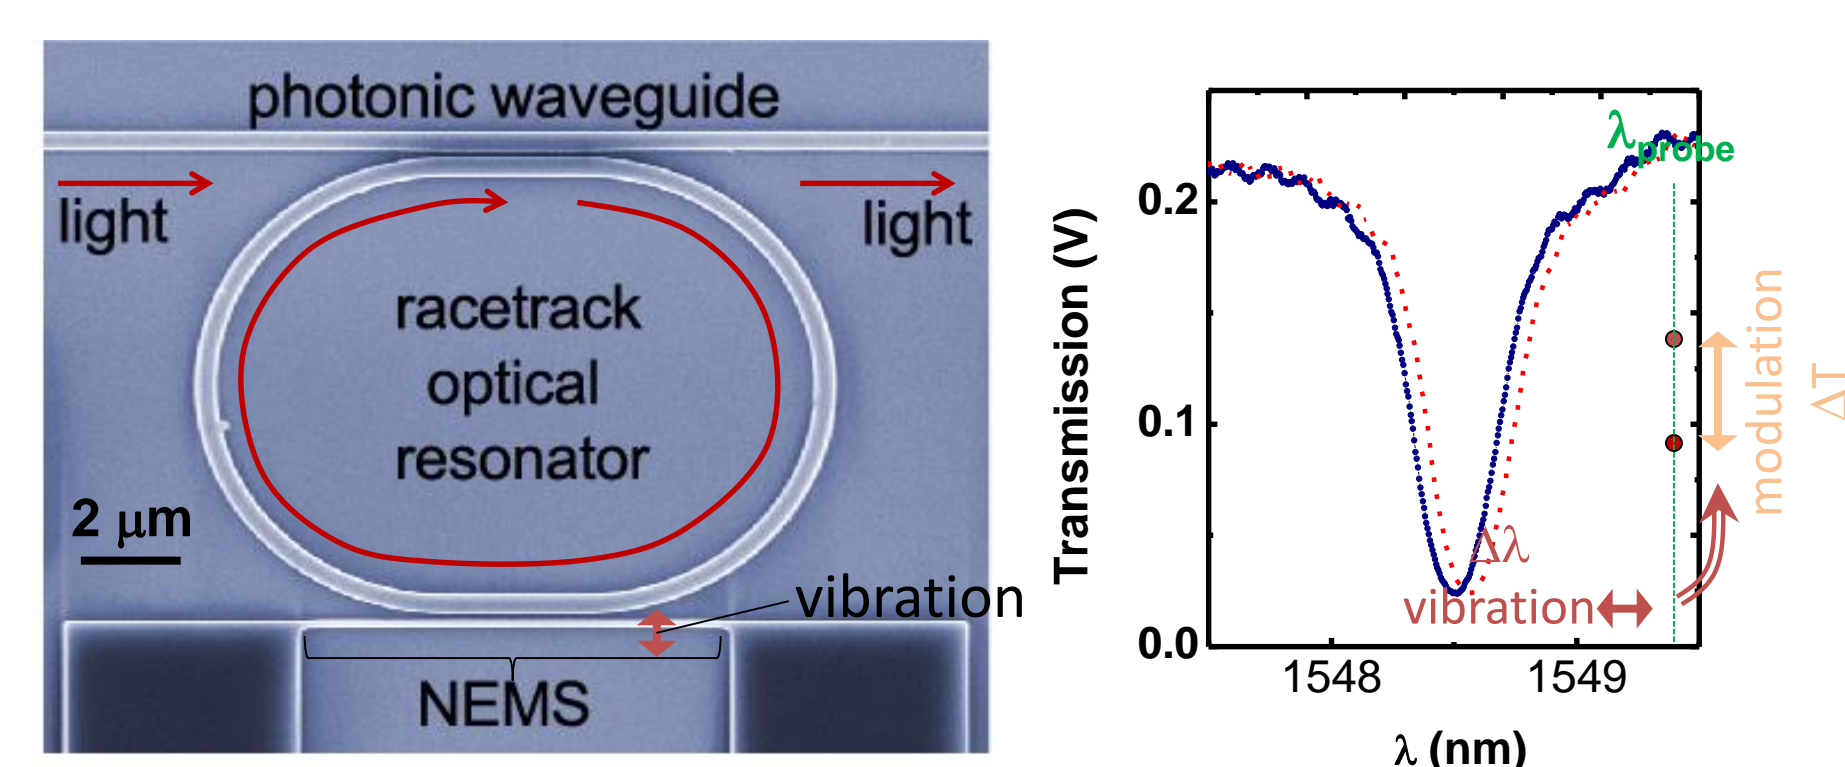 photonic waveguide
light
light
racetrack
optical
resonator
2 μm
vibration
NEMS
λprobe
0.2
0.1
0.0
Transmission (V)
Δλ
vibration
modulation
ΔT
1548
1549
λ (nm)